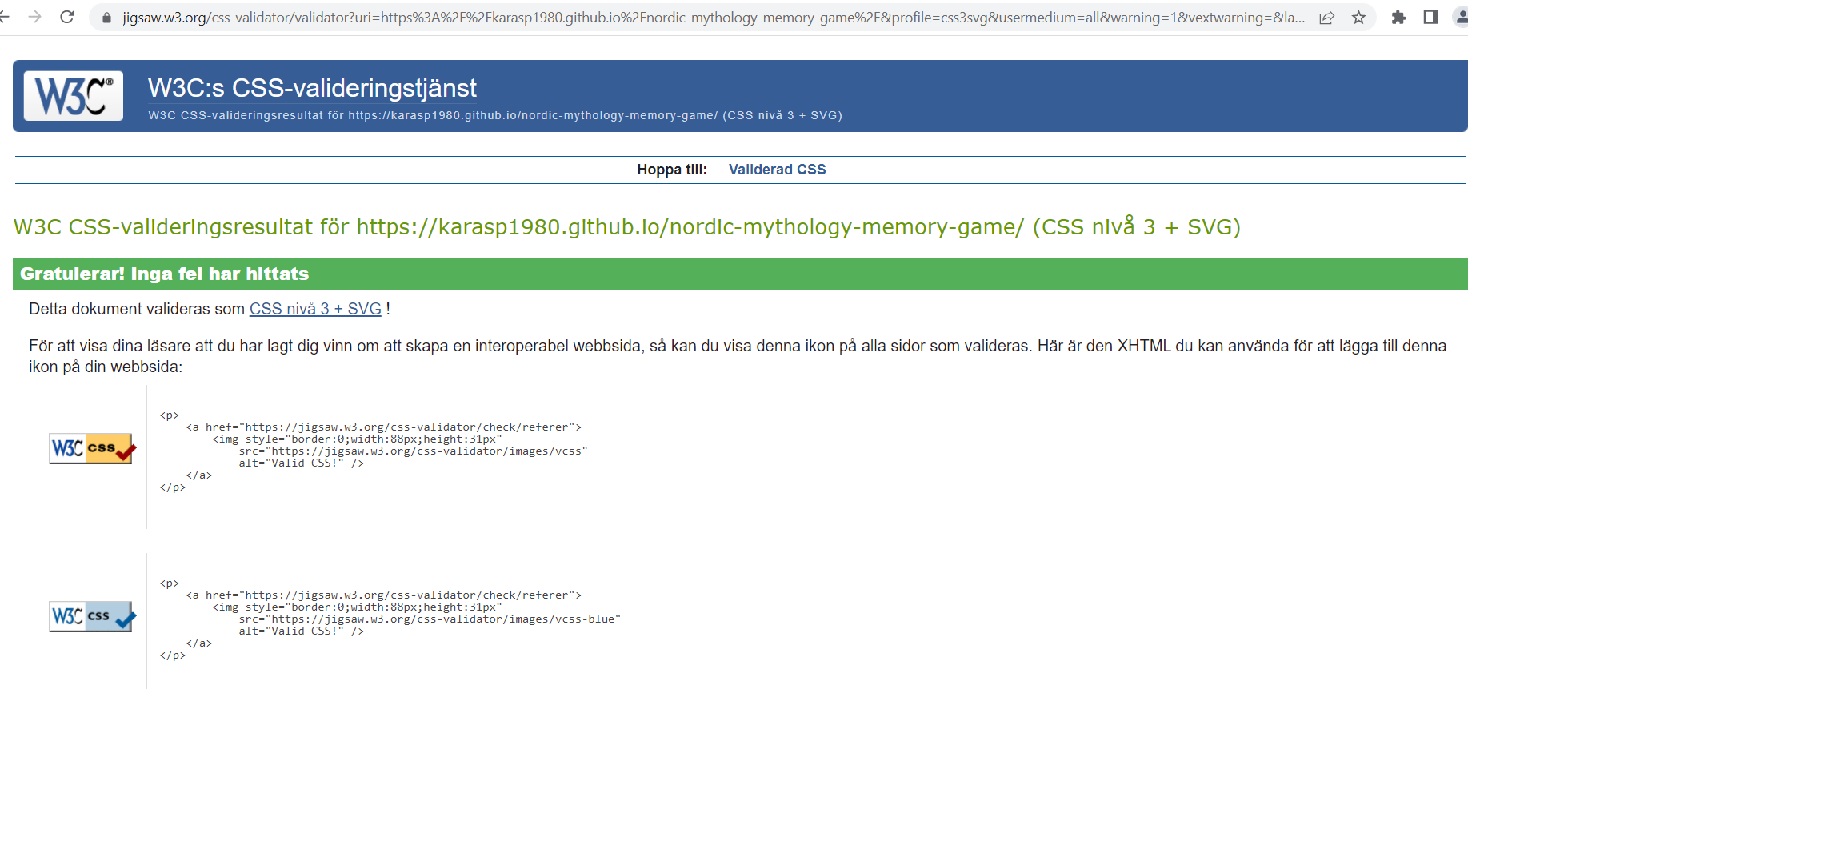 jigsaw.w3.org/css-validator/validator?uri=https%3A%2F%2Fkarasp1980.github.io%2Fnordic-mythology-memory-game%2F&profile=css3svg&usermedium=all&warning=1&vextwarning=&la...
W3C®
W3C:s CSS-valideringstjänst
W3C CSS-valideringsresultat för https://karasp1980.github.io/nordic-mythology-memory-game/ (CSS nivå 3 + SVG)
Hoppa till: Validerad CSS
W3C CSS-valideringsresultat för https://karasp1980.github.io/nordic-mythology-memory-game/ (CSS nivå 3 + SVG)
Gratulerar! Inga fel har hittats
Detta dokument valideras som CSS nivå 3 + SVG !
För att visa dina läsare att du har lagt dig vinn om att skapa en interoperabel webbsida, så kan du visa denna ikon på alla sidor som valideras. Här är den XHTML du kan använda för att lägga till denna
ikon på din webbsida:
<p>
<a href="https://jigsaw.w3.org/css-validator/check/referer">
<img style="border:0;width:88px;height:31px"
W3C css
src="https://jigsaw.w3.org/css-validator/images/vcss"
alt="Valid CSS!" />
</a>
</p>
<p>
<a href="https://jigsaw.w3.org/css-validator/check/referer">
<img style="border:0;width:88px;height:31px"
W3C css
src="https://jigsaw.w3.org/css-validator/images/vcss-blue"
alt="Valid CSS!" />
</a>
</p>